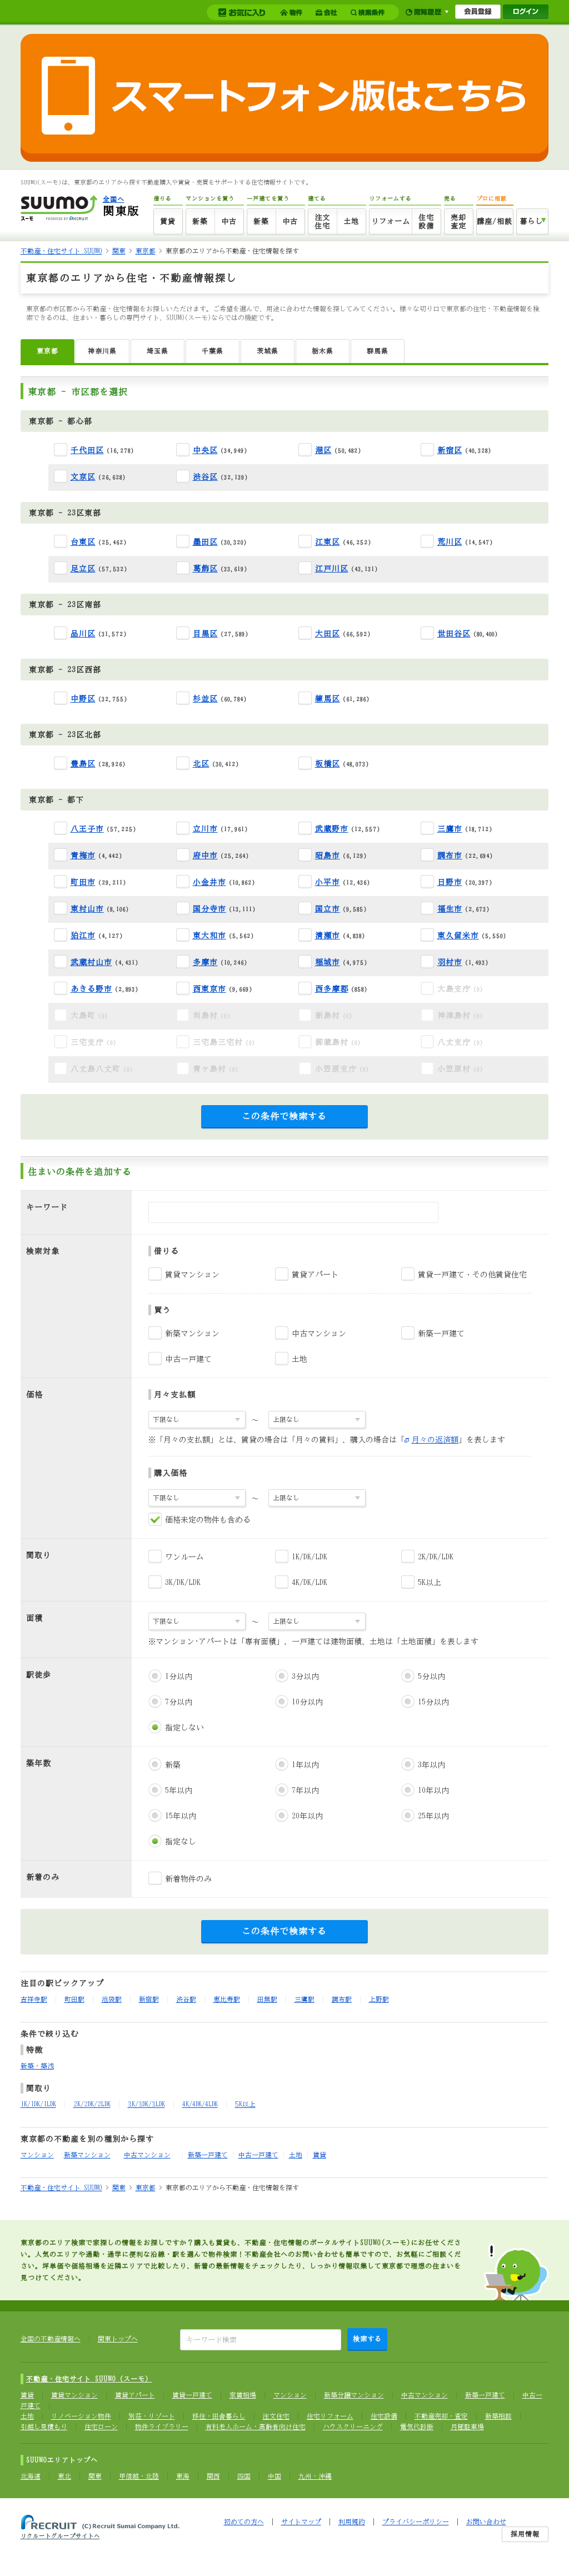 お気に入り 物件 会社 検索条件 閲覧履歴 会員登録 ログイン
スマートフォン版はこちら
SUUMO(スーモ)は、東京都のエリアから探す不動産購入や賃貸・売買をサポートする住宅情報サイトです。
SUUMO スーモ 全国へ 関東版
借りる マンションを買う 一戸建てを買う 建てる リフォームする 売る プロに相談
賃貸 新築 中古 新築 中古 注文住宅 土地 リフォーム 住宅設備 売却査定 講座/相談 暮らし
不動産・住宅サイト SUUMO > 関東 > 東京都 > 東京都のエリアから不動産・住宅情報を探す
東京都のエリアから住宅・不動産情報探し
東京都の市区郡から不動産・住宅情報をお探しいただけます。ご希望を選んで、用途に合わせた情報を探してみてください。様々な切り口で東京都の住宅・不動産情報を検
索できるのは、住まい・暮らしの専門サイト、SUUMO(スーモ)ならではの機能です。
東京都 神奈川県 埼玉県 千葉県 茨城県 栃木県 群馬県
東京都 － 市区郡を選択
東京都 － 都心部
千代田区 (16,278) 中央区 (34,949) 港区 (50,482) 新宿区 (40,328)
文京区 (26,628) 渋谷区 (32,139)
東京都 － 23区東部
台東区 (25,462) 墨田区 (30,320) 江東区 (46,252) 荒川区 (14,547)
足立区 (57,532) 葛飾区 (33,619) 江戸川区 (43,131)
東京都 － 23区南部
品川区 (31,572) 目黒区 (27,589) 大田区 (66,592) 世田谷区 (80,400)
東京都 － 23区西部
中野区 (32,755) 杉並区 (60,784) 練馬区 (61,286)
東京都 － 23区北部
豊島区 (28,926) 北区 (30,412) 板橋区 (48,073)
東京都 － 都下
八王子市 (57,225) 立川市 (17,961) 武蔵野市 (12,557) 三鷹市 (18,712)
青梅市 (4,442) 府中市 (25,264) 昭島市 (6,129) 調布市 (22,694)
町田市 (29,211) 小金井市 (10,862) 小平市 (12,436) 日野市 (20,397)
東村山市 (8,106) 国分寺市 (13,111) 国立市 (9,585) 福生市 (2,673)
狛江市 (4,127) 東大和市 (5,562) 清瀬市 (4,838) 東久留米市 (5,550)
武蔵村山市 (4,431) 多摩市 (10,246) 稲城市 (4,975) 羽村市 (1,493)
あきる野市 (2,893) 西東京市 (9,669) 西多摩郡 (658) 大島支庁 (0)
大島町 (0) 利島村 (0) 新島村 (0) 神津島村 (0)
三宅支庁 (0) 三宅島三宅村 (0) 御蔵島村 (0) 八丈支庁 (0)
八丈島八丈町 (0) 青ヶ島村 (0) 小笠原支庁 (0) 小笠原村 (0)
この条件で検索する
住まいの条件を追加する
キーワード
検索対象 借りる
賃貸マンション 賃貸アパート 賃貸一戸建て・その他賃貸住宅
買う
新築マンション 中古マンション 新築一戸建て
中古一戸建て 土地
価格 月々支払額
下限なし ～ 上限なし
※「月々の支払額」とは、賃貸の場合は「月々の賃料」、購入の場合は「月々の返済額」を表します
購入価格
下限なし ～ 上限なし
価格未定の物件も含める
間取り ワンルーム 1K/DK/LDK 2K/DK/LDK
3K/DK/LDK 4K/DK/LDK 5K以上
面積 下限なし ～ 上限なし
※マンション･アパートは「専有面積」、一戸建ては建物面積、土地は「土地面積」を表します
駅徒歩 1分以内 3分以内 5分以内
7分以内 10分以内 15分以内
指定しない
築年数 新築 1年以内 3年以内
5年以内 7年以内 10年以内
15年以内 20年以内 25年以内
指定なし
新着のみ 新着物件のみ
この条件で検索する
注目の駅ピックアップ
吉祥寺駅 町田駅 池袋駅 新宿駅 渋谷駅 恵比寿駅 田無駅 三鷹駅 調布駅 上野駅
条件で絞り込む
特徴
新築・築浅
間取り
1K/1DK/1LDK 2K/2DK/2LDK 3K/3DK/3LDK 4K/4DK/4LDK 5K以上
東京都の不動産を別の種別から探す
マンション 新築マンション 中古マンション 新築一戸建て 中古一戸建て 土地 賃貸
不動産・住宅サイト SUUMO > 関東 > 東京都 > 東京都のエリアから不動産・住宅情報を探す
東京都のエリア検索で家探しの情報をお探しですか？購入も賃貸も、不動産・住宅情報のポータルサイトSUUMO(スーモ)にお任せくださ
い。人気のエリアや通勤・通学に便利な沿線・駅を選んで物件検索！不動産会社へのお問い合わせも簡単ですので、お気軽にご相談くださ
い。坪単価や価格相場を近隣エリアで比較したり、新着の最新情報をチェックしたり、しっかり情報収集して東京都で理想の住まいを
見つけてください。
全国の不動産情報へ 関東トップへ キーワード検索 検索する
不動産・住宅サイト SUUMO (スーモ)
賃貸 賃貸マンション 賃貸アパート 賃貸一戸建て 家賃相場 マンション 新築分譲マンション 中古マンション 新築一戸建て 中古一
戸建て
土地 リノベーション物件 別荘・リゾート 移住・田舎暮らし 注文住宅 住宅リフォーム 住宅設備 不動産売却・査定 新築相談
引越し見積もり 住宅ローン 物件ライブラリー 有料老人ホーム・高齢者向け住宅 ハウスクリーニング 電気代診断 月極駐車場
SUUMOエリアトップへ
北海道 東北 関東 甲信越・北陸 東海 関西 四国 中国 九州・沖縄
RECRUIT (C) Recruit Sumai Company Ltd.
リクルートグループサイトへ
初めての方へ | サイトマップ | 利用規約 | プライバシーポリシー | お問い合わせ
採用情報